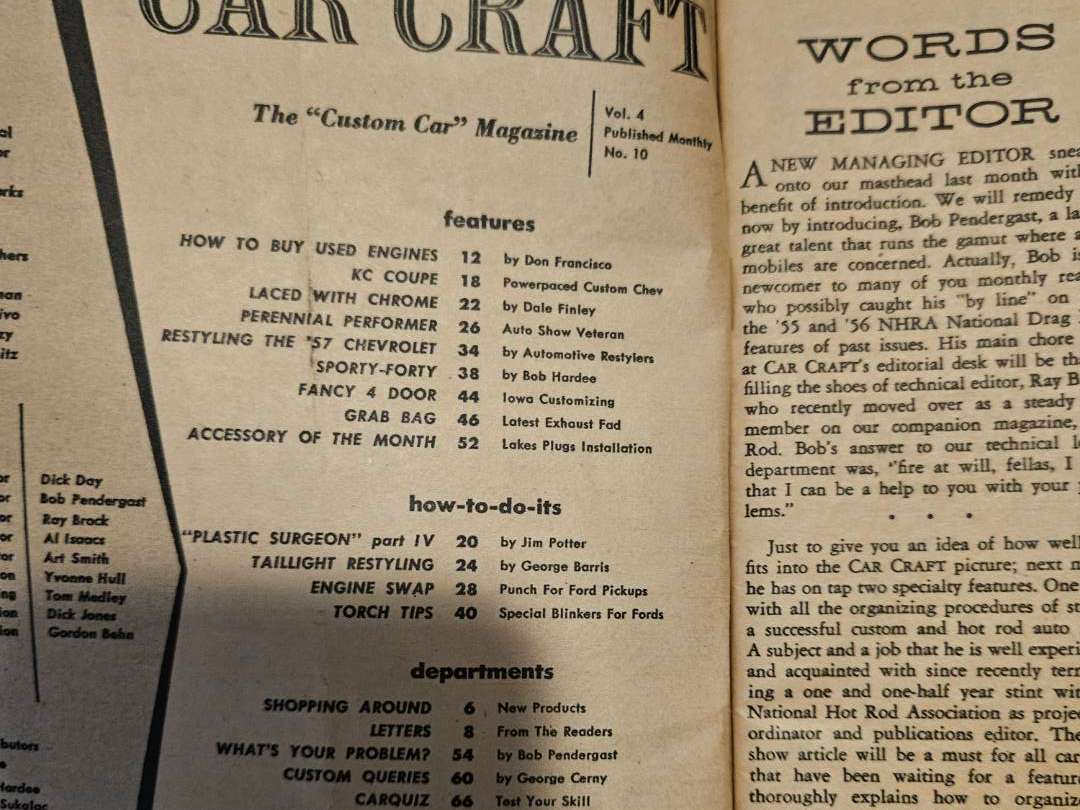 CAR CRAFT
The "Custom Car" Magazine
Vol. 4
Published Monthly
No. 10
features
HOW TO BUY USED ENGINES 12 by Don Francisco
KC COUPE 18 Powerpaced Custom Chev
LACED WITH CHROME 22 by Dale Finley
PERENNIAL PERFORMER 26 Auto Show Veteran
RESTYLING THE '57 CHEVROLET 34 by Automotive Restylers
SPORTY-FORTY 38 by Bob Hardee
FANCY 4 DOOR 44 Iowa Customizing
GRAB BAG 46 Latest Exhaust Fad
ACCESSORY OF THE MONTH 52 Lakes Plugs Installation
how-to-do-its
"PLASTIC SURGEON" part IV 20 by Jim Potter
TAILLIGHT RESTYLING 24 by George Barris
ENGINE SWAP 28 Punch For Ford Pickups
TORCH TIPS 40 Special Blinkers For Fords
departments
SHOPPING AROUND 6 New Products
LETTERS 8 From The Readers
WHAT'S YOUR PROBLEM? 54 by Bob Pendergast
CUSTOM QUERIES 60 by George Cerny
CARQUIZ 66 Test Your Skill
Dick Day
Bob Pendergast
Ray Brock
Al Isaacs
Art Smith
Yvonne Hull
Tom Medley
Dick Jones
Gordon Behn
Hardee
Sukalac
WORDS
from the
EDITOR
A NEW MANAGING EDITOR snea
onto our masthead last month with
benefit of introduction. We will remedy
now by introducing, Bob Pendergast, a la
great talent that runs the gamut where a
mobiles are concerned. Actually, Bob is
newcomer to many of you monthly rea
who possibly caught his "by line" on
the '55 and '56 NHRA National Drag
features of past issues. His main chore
at CAR CRAFT's editorial desk will be tha
filling the shoes of technical editor, Ray B
who recently moved over as a steady
member on our companion magazine,
Rod. Bob's answer to our technical le
department was, "fire at will, fellas, I
that I can be a help to you with your
lems."
• • •
Just to give you an idea of how well
fits into the CAR CRAFT picture; next m
he has on tap two specialty features. One
with all the organizing procedures of st
a successful custom and hot rod auto
A subject and a job that he is well experi
and acquainted with since recently term
ing a one and one-half year stint wi
National Hot Rod Association as projec
ordinator and publications editor. The
show article will be a must for all car
that have been waiting for a feature
thoroughly explains how to organiz